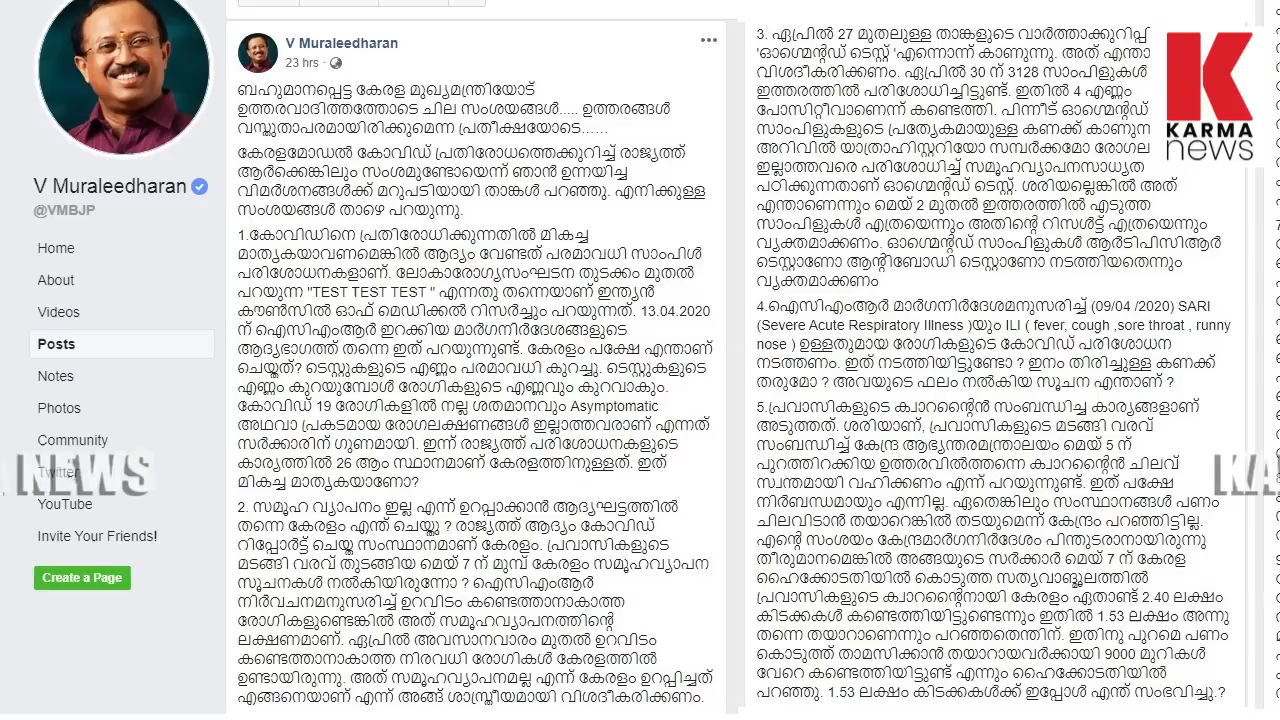 V Muraleedharan
@VMBJP
Home
About
Videos
Posts
Notes
Photos
Community
Twitter
YouTube
Invite Your Friends!
Create a Page
A NEWS
V Muraleedharan
23 hrs ·
ബഹുമാനപ്പെട്ട കേരള മുഖ്യമന്ത്രിയോട്
ഉത്തരവാദിത്തത്തോടെ ചില സംശയങ്ങൾ..... ഉത്തരങ്ങൾ
വസ്തുതാപരമായിരിക്കുമെന്ന പ്രതീക്ഷയോടെ......
കേരളമോഡൽ കോവിഡ് പ്രതിരോധത്തെക്കുറിച്ച് രാജ്യത്ത്
ആർക്കെങ്കിലും സംശമുണ്ടോയെന്ന് ഞാൻ ഉന്നയിച്ച
വിമർശനങ്ങൾക്ക് മറുപടിയായി താങ്കൾ പറഞ്ഞു. എനിക്കുള്ള
സംശയങ്ങൾ താഴെ പറയുന്നു.
1.കോവിഡിനെ പ്രതിരോധിക്കുന്നതിൽ മികച്ച
മാതൃകയാവണമെങ്കിൽ ആദ്യം വേണ്ടത് പരമാവധി സാംപിൾ
പരിശോധനകളാണ്. ലോകാരോഗ്യസംഘടന തുടക്കം മുതൽ
പറയുന്ന "TEST TEST TEST " എന്നതു തന്നെയാണ് ഇന്ത്യൻ
കൗൺസിൽ ഓഫ് മെഡിക്കൽ റിസർച്ചും പറയുന്നത്. 13.04.2020
ന് ഐസിഎംആർ ഇറക്കിയ മാർഗനിർദേശങ്ങളുടെ
ആദ്യഭാഗത്ത് തന്നെ ഇത് പറയുന്നുണ്ട്. കേരളം പക്ഷേ എന്താണ്
ചെയ്തത്? ടെസ്റ്റുകളുടെ എണ്ണം പരമാവധി കുറച്ചു. ടെസ്റ്റുകളുടെ
എണ്ണം കുറയുമ്പോൾ രോഗികളുടെ എണ്ണവും കുറവാകും.
കോവിഡ് 19 രോഗികളിൽ നല്ല ശതമാനവും Asymptomatic
അഥവാ പ്രകടമായ രോഗലക്ഷണങ്ങൾ ഇല്ലാത്തവരാണ് എന്നത്
സർക്കാരിന് ഗുണമായി. ഇന്ന് രാജ്യത്ത് പരിശോധനകളുടെ
കാര്യത്തിൽ 26 ആം സ്ഥാനമാണ് കേരളത്തിനുള്ളത്. ഇത്
മികച്ച മാതൃകയാണോ?
2. സമൂഹ വ്യാപനം ഇല്ല എന്ന് ഉറപ്പാക്കാൻ ആദ്യഘട്ടത്തിൽ
തന്നെ കേരളം എന്ത് ചെയ്തു ? രാജ്യത്ത് ആദ്യം കോവിഡ്
റിപ്പോർട്ട് ചെയ്ത സംസ്ഥാനമാണ് കേരളം. പ്രവാസികളുടെ
മടങ്ങി വരവ് തുടങ്ങിയ മെയ് 7 ന് മുമ്പ് കേരളം സമൂഹവ്യാപന
സൂചനകൾ നൽകിയിരുന്നോ ? ഐസിഎംആർ
നിർവചനമനുസരിച്ച് ഉറവിടം കണ്ടെത്താനാകാത്ത
രോഗികളുണ്ടെങ്കിൽ അത് സമൂഹവ്യാപനത്തിന്റെ
ലക്ഷണമാണ്. ഏപ്രിൽ അവസാനവാരം മുതൽ ഉറവിടം
കണ്ടെത്താനാകാത്ത നിരവധി രോഗികൾ കേരളത്തിൽ
ഉണ്ടായിരുന്നു. അത് സമൂഹവ്യാപനമല്ല എന്ന് കേരളം ഉറപ്പിച്ചത്
എങ്ങനെയാണ് എന്ന് അങ്ങ് ശാസ്ത്രീയമായി വിശദീകരിക്കണം.
3. ഏപ്രിൽ 27 മുതലുള്ള താങ്കളുടെ വാർത്താക്കുറിപ്പ്
'ഓഗ്മെന്റഡ് ടെസ്റ്റ് 'എന്നൊന്ന് കാണുന്നു. അത് എന്താ
വിശദീകരിക്കണം. ഏപ്രിൽ 30 ന് 3128 സാംപിളുകൾ
ഇത്തരത്തിൽ പരിശോധിച്ചിട്ടുണ്ട്. ഇതിൽ 4 എണ്ണം
പോസിറ്റീവാണെന്ന് കണ്ടെത്തി. പിന്നീട് ഓഗ്മെന്റഡ്
സാംപിളുകളുടെ പ്രത്യേകമായുള്ള കണക്ക് കാണുന
അറിവിൽ യാത്രാഹിസ്റ്ററിയോ സമ്പർക്കമോ രോഗല
ഇല്ലാത്തവരെ പരിശോധിച്ച് സമൂഹവ്യാപനസാധ്യത
പഠിക്കുന്നതാണ് ഓഗ്മെന്റഡ് ടെസ്റ്റ്. ശരിയല്ലെങ്കിൽ അത്
എന്താണെന്നും മെയ് 2 മുതൽ ഇത്തരത്തിൽ എടുത്ത
സാംപിളുകൾ എത്രയെന്നും അതിന്റെ റിസൾട്ട് എത്രയെന്നും
വ്യക്തമാക്കണം. ഓഗ്മെന്റഡ് സാംപിളുകൾ ആർടിപിസിആർ
ടെസ്റ്റാണോ ആന്റിബോഡി ടെസ്റ്റാണോ നടത്തിയതെന്നും
വ്യക്തമാക്കണം
4.ഐസിഎംആർ മാർഗനിർദേശമനുസരിച്ച് (09/04 /2020) SARI
(Severe Acute Respiratory Illness )യും ILI ( fever, cough ,sore throat , runny
nose ) ഉള്ളതുമായ രോഗികളുടെ കോവിഡ് പരിശോധന
നടത്തണം. ഇത് നടത്തിയിട്ടുണ്ടോ ? ഇനം തിരിച്ചുള്ള കണക്ക്
തരുമോ ? അവയുടെ ഫലം നൽകിയ സൂചന എന്താണ് ?
5.പ്രവാസികളുടെ ക്വാറന്റൈൻ സംബന്ധിച്ച കാര്യങ്ങളാണ്
അടുത്തത്. ശരിയാണ്, പ്രവാസികളുടെ മടങ്ങി വരവ്
സംബന്ധിച്ച് കേന്ദ്ര ആഭ്യന്തരമന്ത്രാലയം മെയ് 5 ന്
പുറത്തിറക്കിയ ഉത്തരവിൽത്തന്നെ ക്വാറന്റൈൻ ചിലവ്
സ്വന്തമായി വഹിക്കണം എന്ന് പറയുന്നുണ്ട്. ഇത് പക്ഷേ
നിർബന്ധമായും എന്നില്ല. ഏതെങ്കിലും സംസ്ഥാനങ്ങൾ പണം
ചിലവിടാൻ തയാറെങ്കിൽ തടയുമെന്ന് കേന്ദ്രം പറഞ്ഞിട്ടില്ല.
എന്റെ സംശയം കേന്ദ്രമാർഗനിർദേശം പിന്തുടരാനായിരുന്നു
തീരുമാനമെങ്കിൽ അങ്ങയുടെ സർക്കാർ മെയ് 7 ന് കേരള
ഹൈക്കോടതിയിൽ കൊടുത്ത സത്യവാങ്മൂലത്തിൽ
പ്രവാസികളുടെ ക്വാറന്റൈനായി കേരളം ഏതാണ്ട് 2.40 ലക്ഷം
കിടക്കകൾ കണ്ടെത്തിയിട്ടുണ്ടെന്നും ഇതിൽ 1.53 ലക്ഷം അന്നു
തന്നെ തയാറാണെന്നും പറഞ്ഞതെന്തിന്. ഇതിനു പുറമെ പണം
കൊടുത്ത് താമസിക്കാൻ തയാറായവർക്കായി 9000 മുറികൾ
വേറെ കണ്ടെത്തിയിട്ടുണ്ട് എന്നും ഹൈക്കോടതിയിൽ
പറഞ്ഞു. 1.53 ലക്ഷം കിടക്കകൾക്ക് ഇപ്പോൾ എന്ത് സംഭവിച്ചു.?
KARMA
news
KA